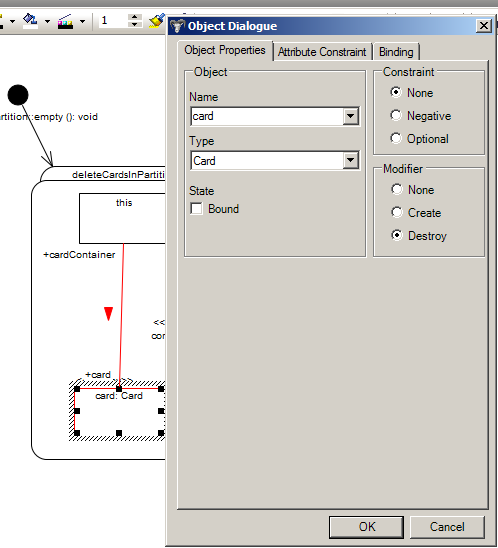 1
Object Dialogue
Object Properties
Attribute Constraint
Binding
Object
Name
card
Type
Card
State
Bound
Constraint
None
Negative
Optional
Modifier
None
Create
Destroy
OK
Cancel
artition::empty (): void
deleteCardsInPartiti
this
+cardContainer
<<
con
+card
card: Card